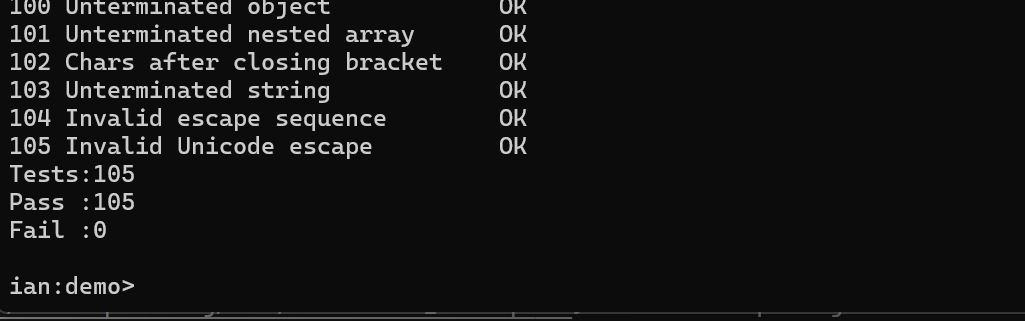 100 Unterminated object OK
101 Unterminated nested array OK
102 Chars after closing bracket OK
103 Unterminated string OK
104 Invalid escape sequence OK
105 Invalid Unicode escape OK
Tests:105
Pass :105
Fail :0
ian:demo>